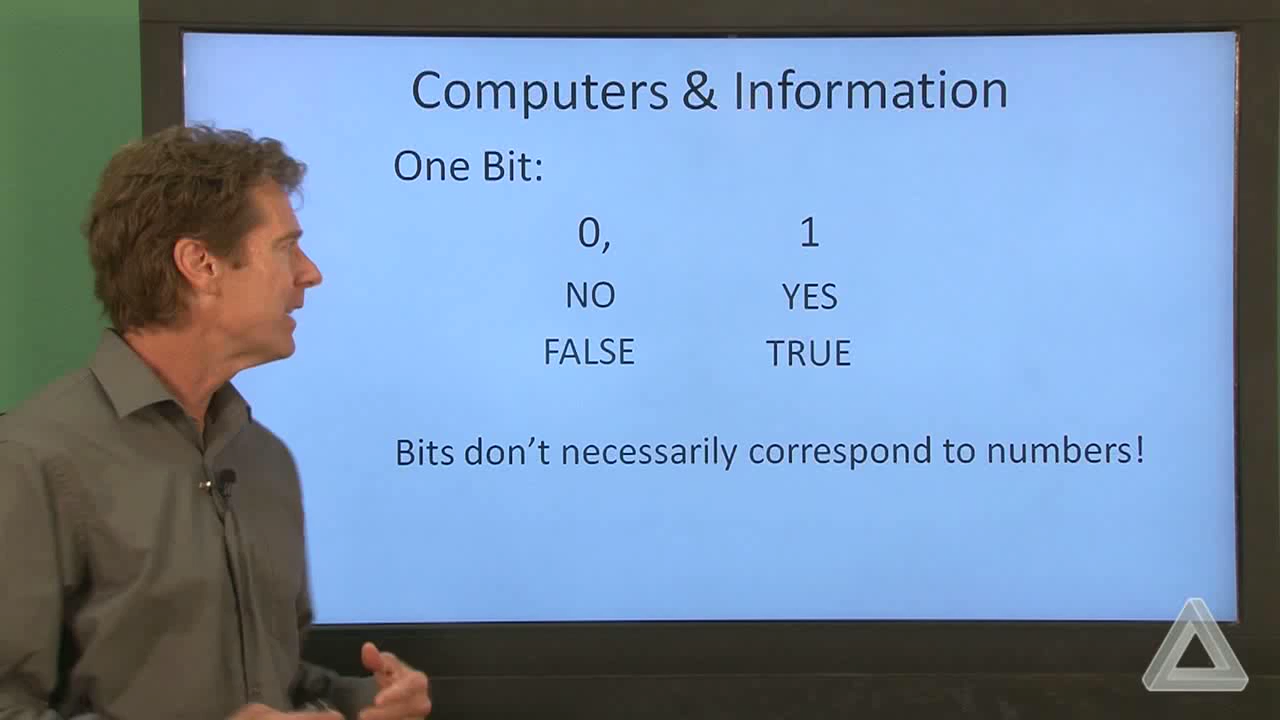 Computers & Information
One Bit:
0, 1
NO YES
FALSE TRUE
Bits don't necessarily correspond to numbers!